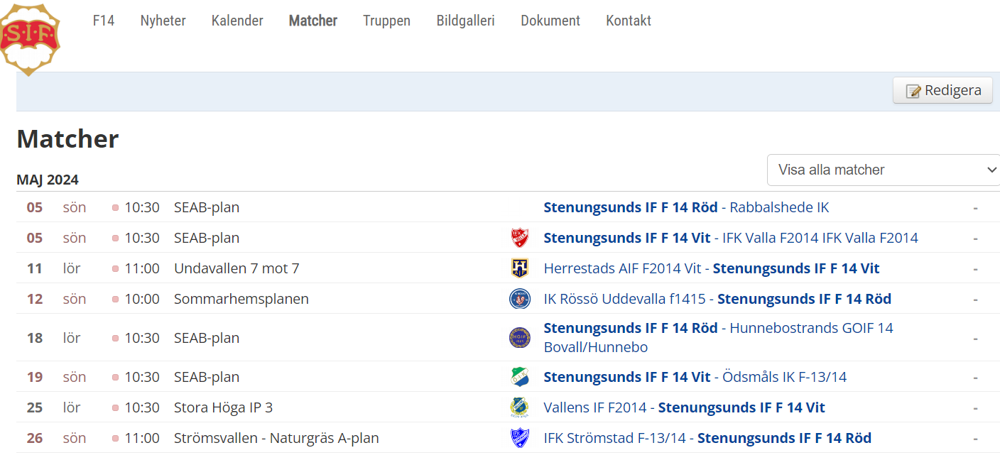 S.I.F.
F14 Nyheter Kalender Matcher Truppen Bildgalleri Dokument Kontakt
Redigera
Matcher
Visa alla matcher
MAJ 2024
05 sön 10:30 SEAB-plan Stenungsunds IF F 14 Röd - Rabbalshede IK -
05 sön 10:30 SEAB-plan Stenungsunds IF F 14 Vit - IFK Valla F2014 IFK Valla F2014 -
11 lör 11:00 Undavallen 7 mot 7 Herrestads AIF F2014 Vit - Stenungsunds IF F 14 Vit -
12 sön 10:00 Sommarhemsplanen IK Rössö Uddevalla f1415 - Stenungsunds IF F 14 Röd -
18 lör 10:30 SEAB-plan Stenungsunds IF F 14 Röd - Hunnebostrands GOIF 14 -
Bovall/Hunnebo
19 sön 10:30 SEAB-plan Stenungsunds IF F 14 Vit - Ödsmåls IK F-13/14 -
25 lör 10:30 Stora Höga IP 3 Vallens IF F2014 - Stenungsunds IF F 14 Vit -
26 sön 11:00 Strömsvallen - Naturgräs A-plan IFK Strömstad F-13/14 - Stenungsunds IF F 14 Röd -